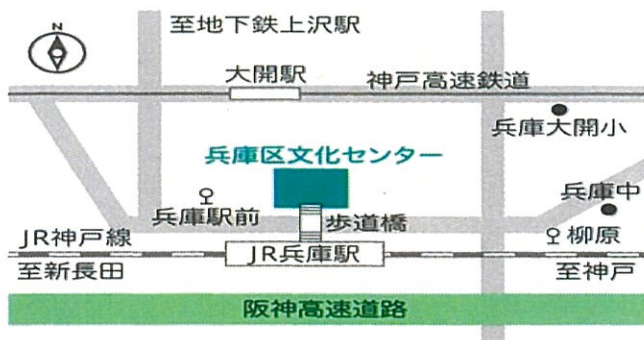 N
至地下鉄上沢駅
大開駅
神戸高速鉄道
兵庫大開小
兵庫区文化センター
兵庫中
兵庫駅前
歩道橋
柳原
JR神戸線
JR兵庫駅
至新長田
至神戸
阪神高速道路